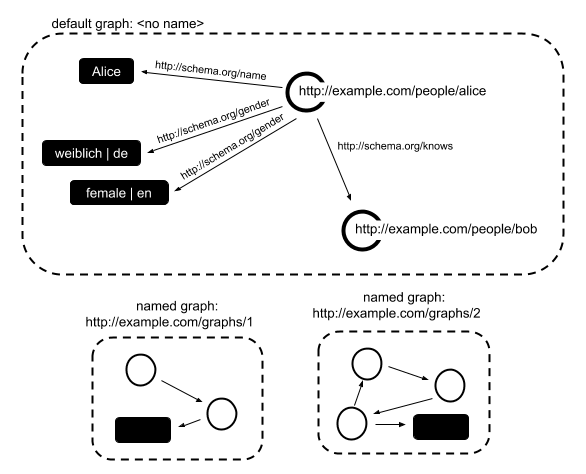 default graph: <no name>
Alice
http://schema.org/name
http://example.com/people/alice
http://schema.org/gender
weiblich | de
http://schema.org/gender
female | en
http://schema.org/knows
http://example.com/people/bob
named graph:
http://example.com/graphs/1
named graph:
http://example.com/graphs/2